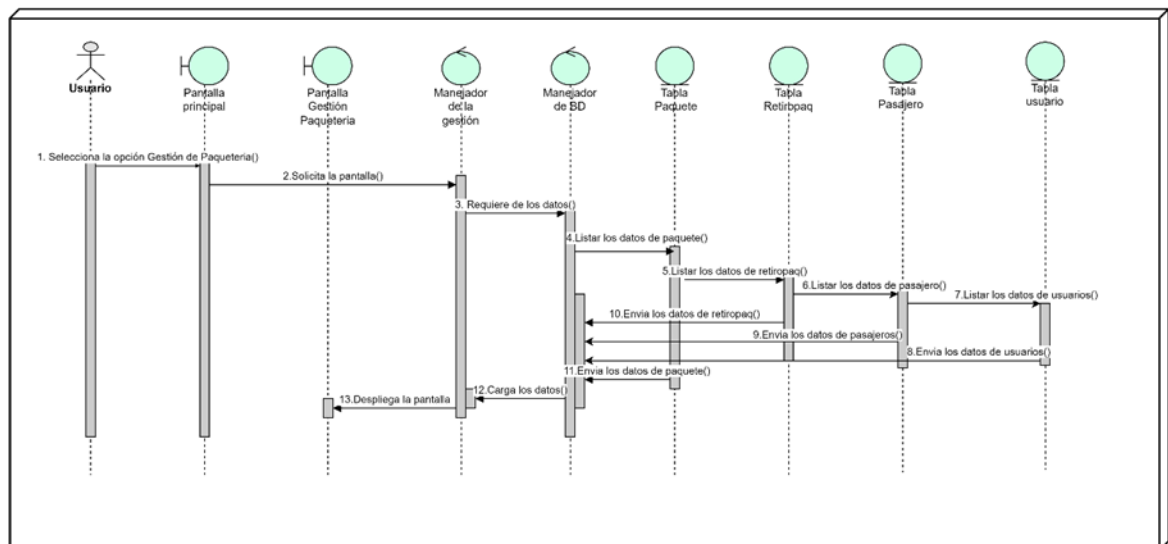 Usuario
Pantalla
principal
Pantalla
Gestión
Paquetería
Manejador
de la
gestión
Manejador
de BD
Tabla
Paquete
Tabla
Retirbpaq
Tabla
Pasajero
Tabla
usuario
1. Selecciona la opción Gestión de Paqueteria()
2.Solicita la pantalla()
3. Requiere de los datos()
4.Listar los datos de paquete()
5.Listar los datos de retiropaq()
6.Listar los datos de pasajero()
7.Listar los datos de usuarios()
10.Envia los datos de retiropaq()
9.Envia los datos de pasajeros()
8.Envia los datos de usuarios()
11.Envia los datos de paquete()
12.Carga los datos()
13.Despliega la pantalla